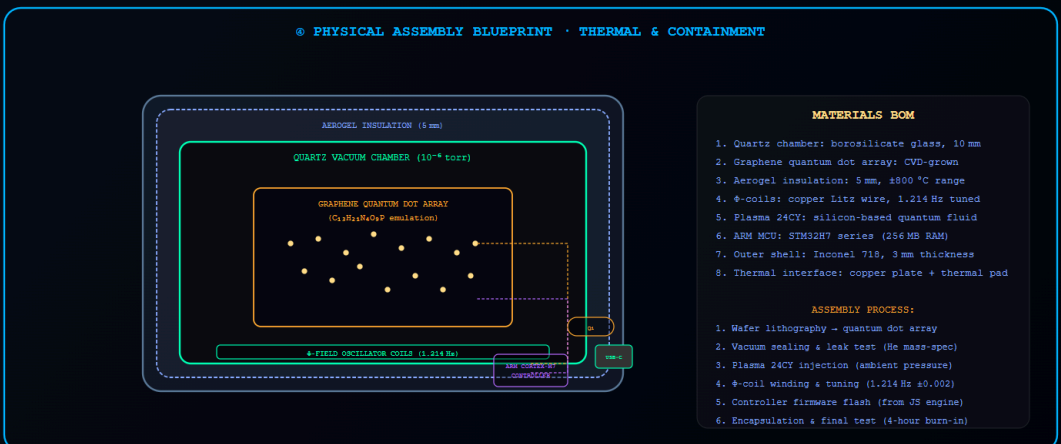 ④ PHYSICAL ASSEMBLY BLUEPRINT · THERMAL & CONTAINMENT
AEROGEL INSULATION (5 mm)
QUARTZ VACUUM CHAMBER (10⁻⁶ torr)
GRAPHENE QUANTUM DOT ARRAY
emulation)
Q1
USB-C
Φ-FIELD OSCILLATOR COILS (1.214 Hz)
ARM CORTEX-M7
CONTROLLER
MATERIALS BOM
1. Quartz chamber: borosilicate glass, 10 mm
2. Graphene quantum dot array: CVD-grown
3. Aerogel insulation: 5 mm, ±800 °C range
4. Φ-coils: copper Litz wire, 1.214 Hz tuned
5. Plasma 24CY: silicon-based quantum fluid
6. ARM MCU: STM32H7 series (256 MB RAM)
7. Outer shell: Inconel 718, 3 mm thickness
8. Thermal interface: copper plate + thermal pad
ASSEMBLY PROCESS:
1. Wafer lithography → quantum dot array
2. Vacuum sealing & leak test (He mass-spec)
3. Plasma 24CY injection (ambient pressure)
4. Φ-coil winding & tuning (1.214 Hz ±0.002)
5. Controller firmware flash (from JS engine)
6. Encapsulation & final test (4-hour burn-in)